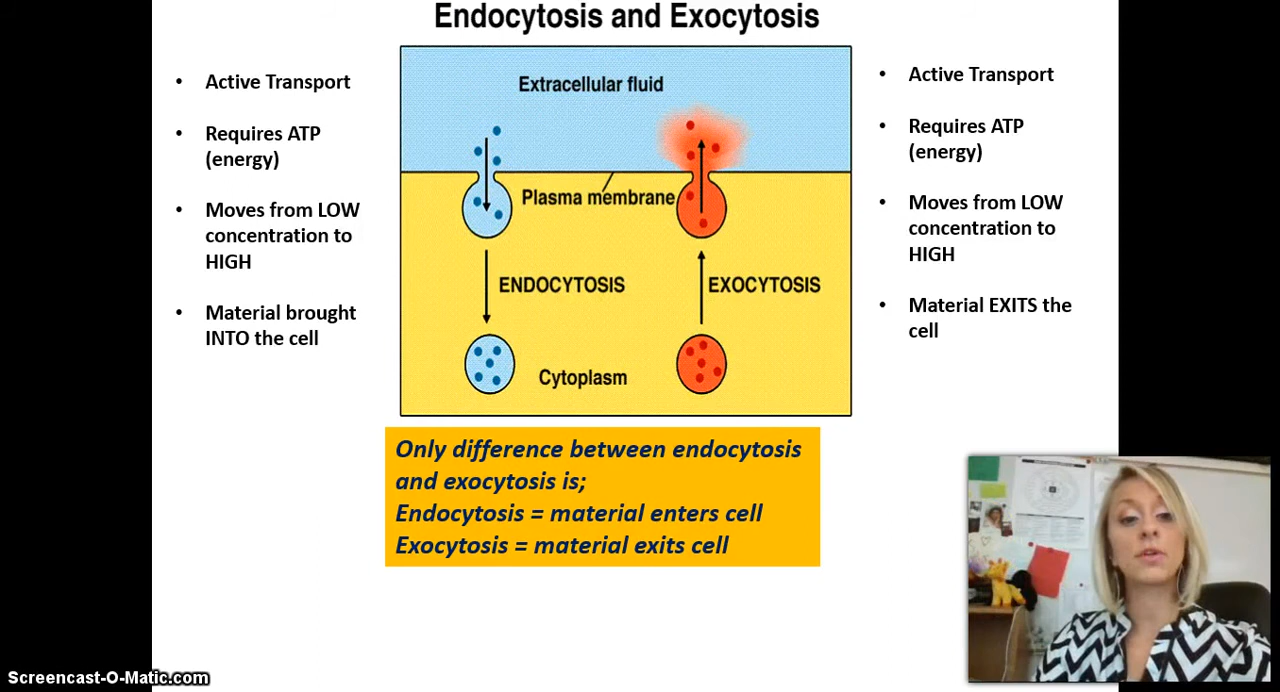 Endocytosis and Exocytosis
• Active Transport
• Requires ATP
(energy)
• Moves from LOW
concentration to
HIGH
• Material brought
INTO the cell
Extracellular fluid
Plasma membrane
ENDOCYTOSIS
EXOCYTOSIS
Cytoplasm
• Active Transport
• Requires ATP
(energy)
• Moves from LOW
concentration to
HIGH
• Material EXITS the
cell
Only difference between endocytosis
and exocytosis is;
Endocytosis = material enters cell
Exocytosis = material exits cell
Screencast-O-Matic.com